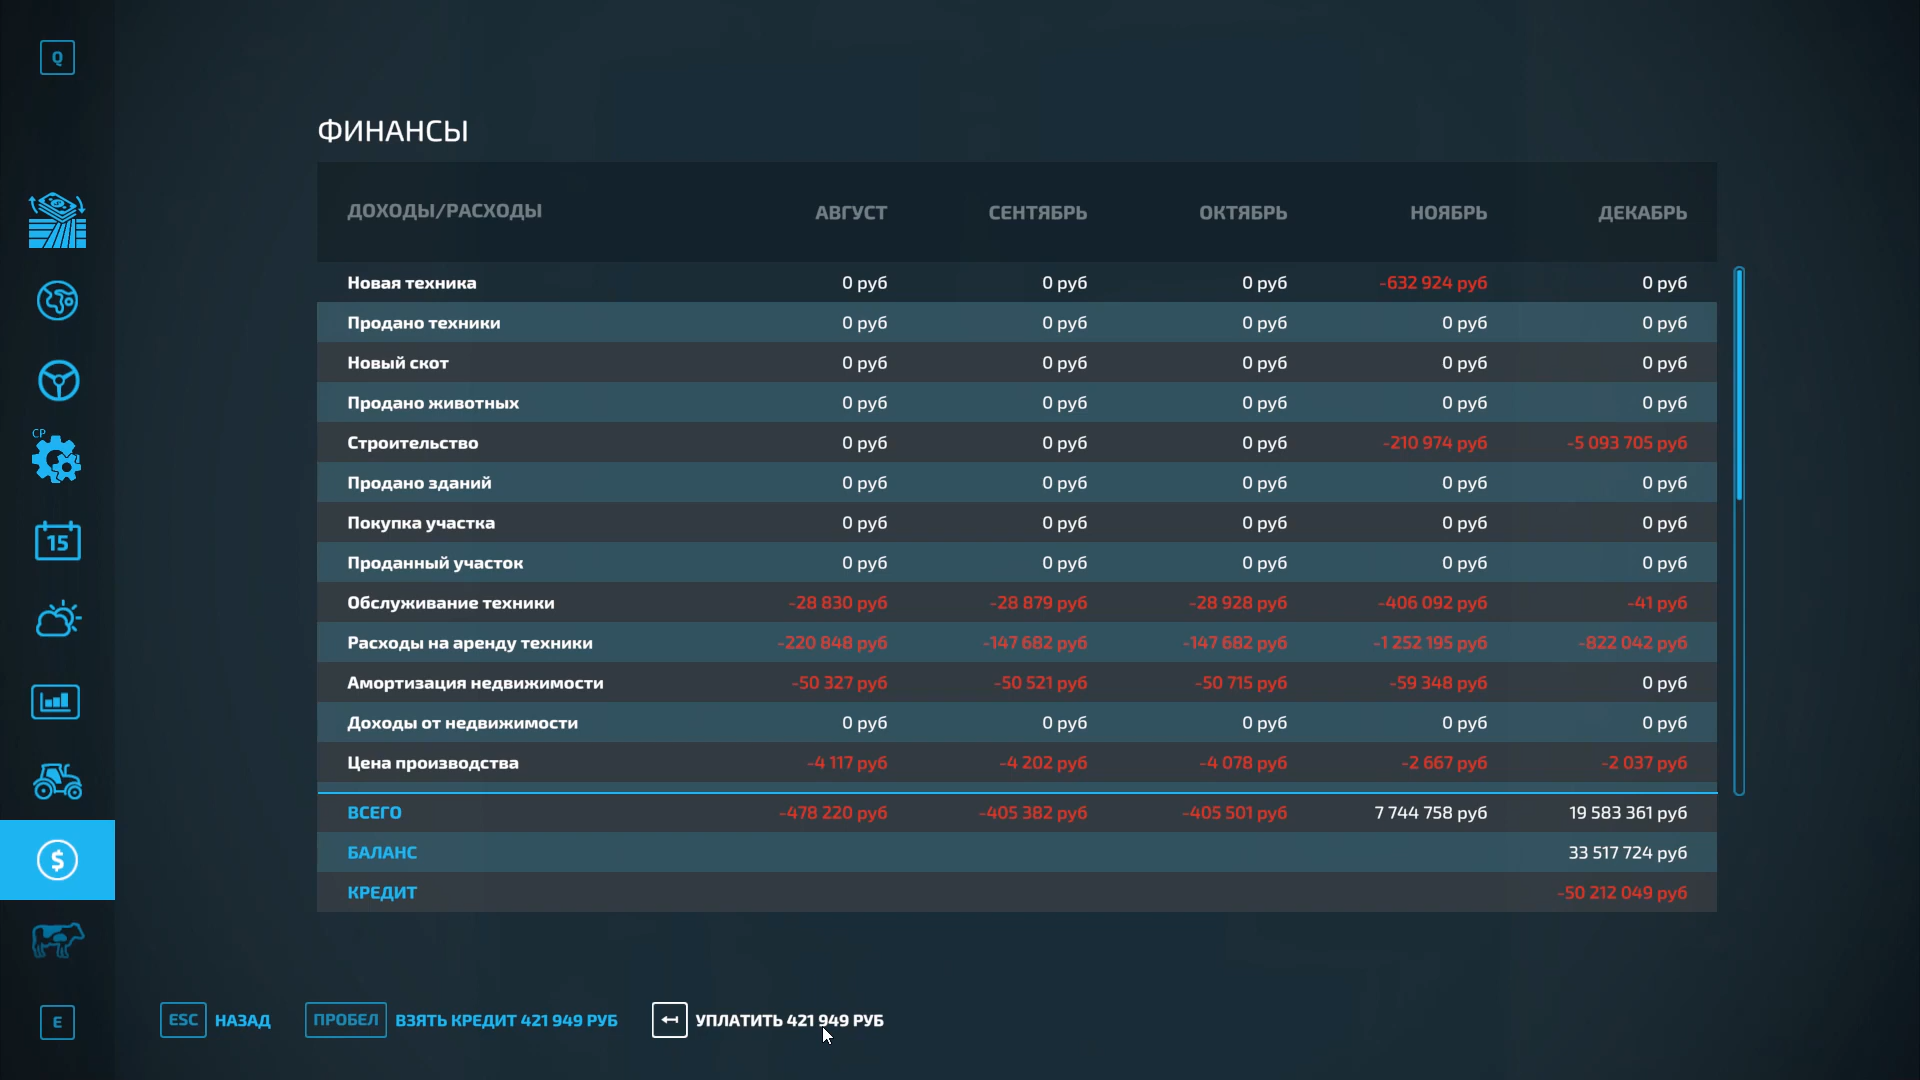 Q
ФИНАНСЫ
ДОХОДЫ/РАСХОДЫ АВГУСТ СЕНТЯБРЬ ОКТЯБРЬ НОЯБРЬ ДЕКАБРЬ
Новая техника 0 руб 0 руб 0 руб -632 924 руб 0 руб
Продано техники 0 руб 0 руб 0 руб 0 руб 0 руб
Новый скот 0 руб 0 руб 0 руб 0 руб 0 руб
Продано животных 0 руб 0 руб 0 руб 0 руб 0 руб
CP
Строительство 0 руб 0 руб 0 руб -210 974 руб -5 093 705 руб
Продано зданий 0 руб 0 руб 0 руб 0 руб 0 руб
Покупка участка 0 руб 0 руб 0 руб 0 руб 0 руб
15
Проданный участок 0 руб 0 руб 0 руб 0 руб 0 руб
Обслуживание техники -28 830 руб -28 879 руб -28 928 руб -406 092 руб -41 руб
Расходы на аренду техники -220 848 руб -147 682 руб -147 682 руб -1 252 195 руб -822 042 руб
Амортизация недвижимости -50 327 руб -50 521 руб -50 715 руб -59 348 руб 0 руб
Доходы от недвижимости 0 руб 0 руб 0 руб 0 руб 0 руб
Цена производства -4 117 руб -4 202 руб -4 078 руб -2 667 руб -2 037 руб
ВСЕГО -478 220 руб -405 382 руб -405 501 руб 7 744 758 руб 19 583 361 руб
БАЛАНС 33 517 724 руб
$
КРЕДИТ -50 212 049 руб
E
ESC НАЗАД ПРОБЕЛ ВЗЯТЬ КРЕДИТ 421 949 РУБ УПЛАТИТЬ 421 949 РУБ